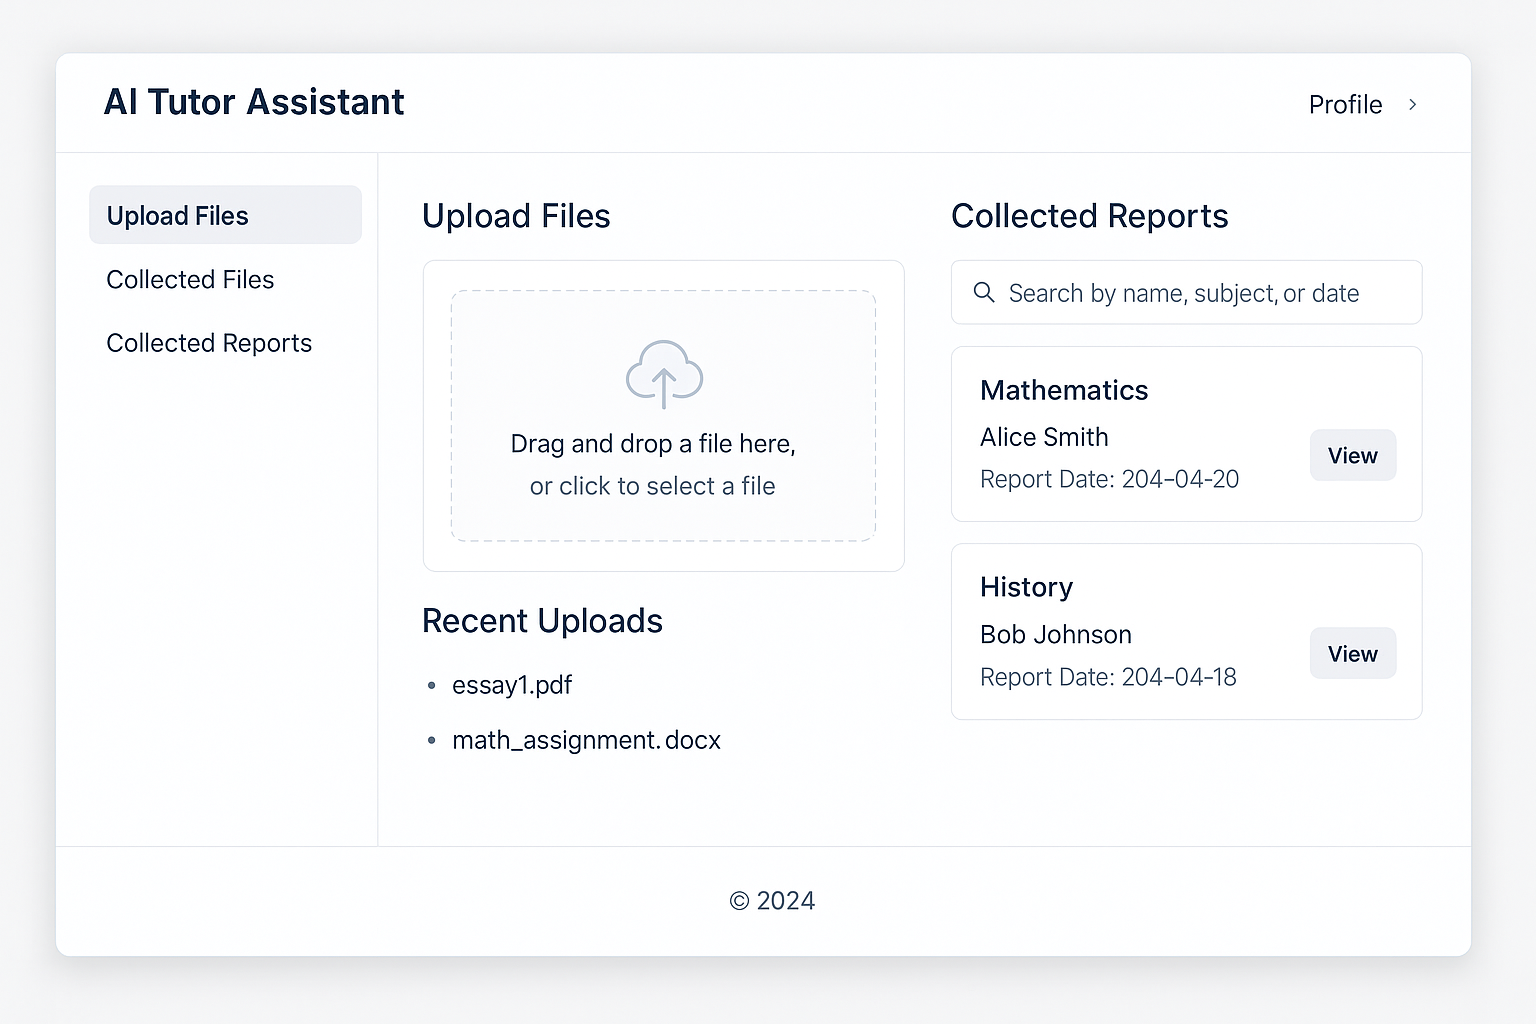 AI Tutor Assistant
Profile
Upload Files
Collected Files
Collected Reports
Upload Files
Drag and drop a file here,
or click to select a file
Recent Uploads
• essay1.pdf
• math_assignment.docx
Collected Reports
Search by name, subject, or date
Mathematics
Alice Smith
Report Date: 204-04-20
View
History
Bob Johnson
Report Date: 204-04-18
View
© 2024